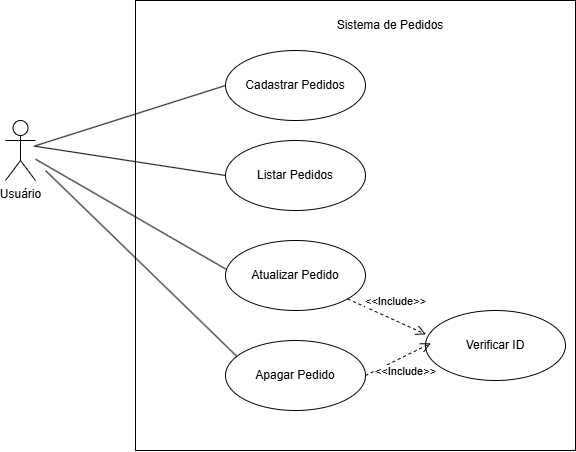 Sistema de Pedidos
Cadastrar Pedidos
Usuário
Listar Pedidos
Atualizar Pedido
<<Include>>
Verificar ID
Apagar Pedido
<<Include>>